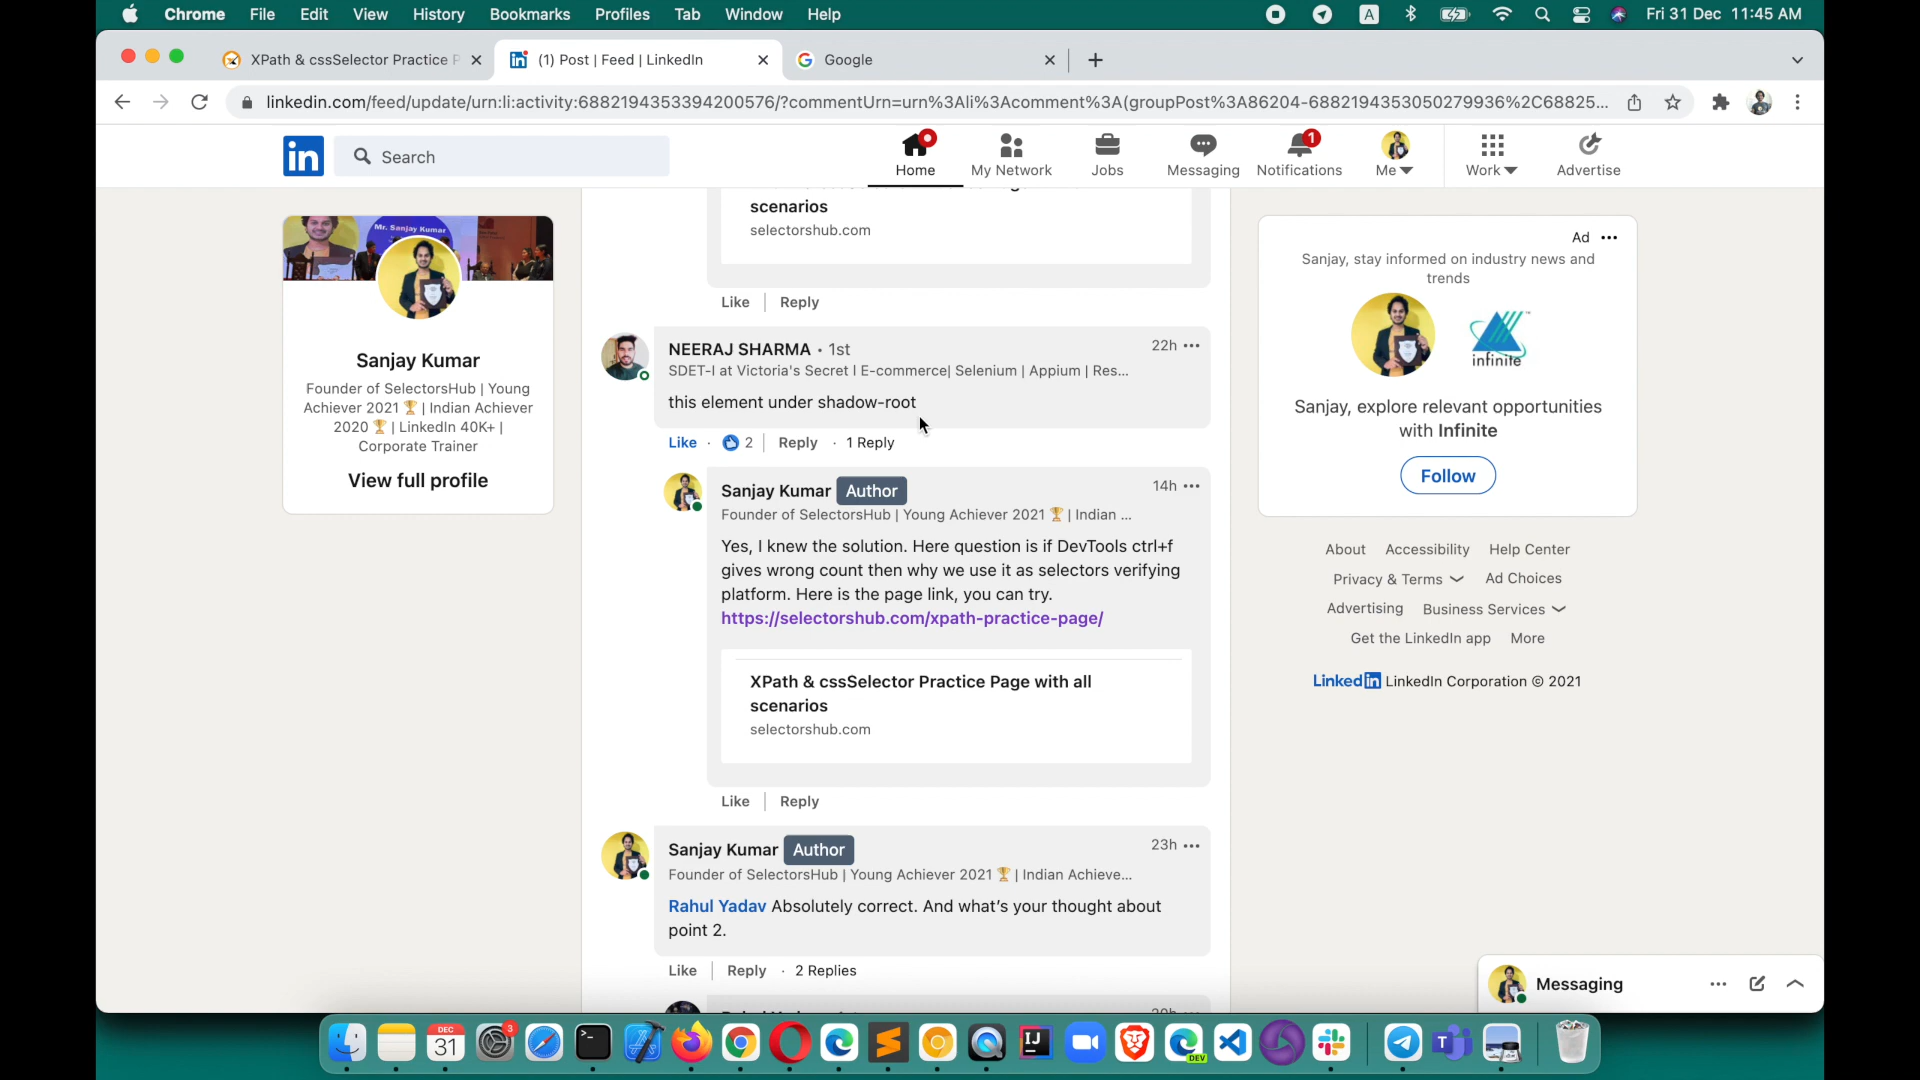 Chrome File Edit View History Bookmarks Profiles Tab Window Help
A
Fri 31 Dec 11:45 AM
XPath & cssSelector Practice P
(1) Post | Feed | LinkedIn
Google
linkedin.com/feed/update/urn:li:activity:6882194353394200576/?commentUrn=urn%3Ali%3Acomment%3A(groupPost%3A86204-6882194353050279936%2C68825...
in
Search
Home
My Network
Jobs
Messaging
1
Notifications
Me
Work
Advertise
Mr. Sanjay Kumar
Sanjay Kumar
Founder of SelectorsHub | Young
Achiever 2021 🏆 | Indian Achiever
2020 🏆 | LinkedIn 40K+ |
Corporate Trainer
View full profile
scenarios
selectorshub.com
Like
Reply
NEERAJ SHARMA • 1st
22h
SDET-I at Victoria's Secret I E-commerce| Selenium | Appium | Res...
this element under shadow-root
Like · 2 Reply · 1 Reply
Sanjay Kumar Author
14h
Founder of SelectorsHub | Young Achiever 2021 🏆 | Indian ...
Yes, I knew the solution. Here question is if DevTools ctrl+f
gives wrong count then why we use it as selectors verifying
platform. Here is the page link, you can try.
https://selectorshub.com/xpath-practice-page/
XPath & cssSelector Practice Page with all
scenarios
selectorshub.com
Like
Reply
Sanjay Kumar Author
23h
Founder of SelectorsHub | Young Achiever 2021 🏆 | Indian Achieve...
Rahul Yadav Absolutely correct. And what's your thought about
point 2.
Like Reply · 2 Replies
Ad
Sanjay, stay informed on industry news and
trends
infinite
Sanjay, explore relevant opportunities
with Infinite
Follow
About Accessibility Help Center
Privacy & Terms Ad Choices
Advertising Business Services
Get the LinkedIn app More
LinkedIn LinkedIn Corporation © 2021
Messaging
DEC
31
3
IJ
DEV
T